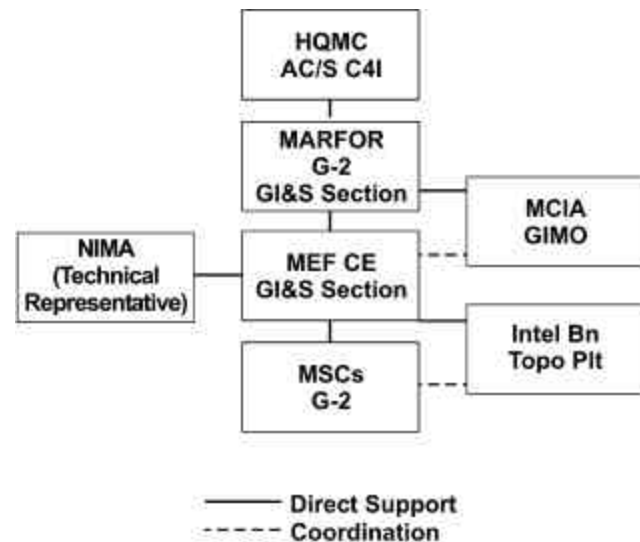 HQMC
AC/S C4I
MARFOR
G-2
GI&S Section
MCIA
GIMO
NIMA
(Technical
Representative)
MEF CE
GI&S Section
Intel Bn
Topo Plt
MSCs
G-2
Direct Support
Coordination